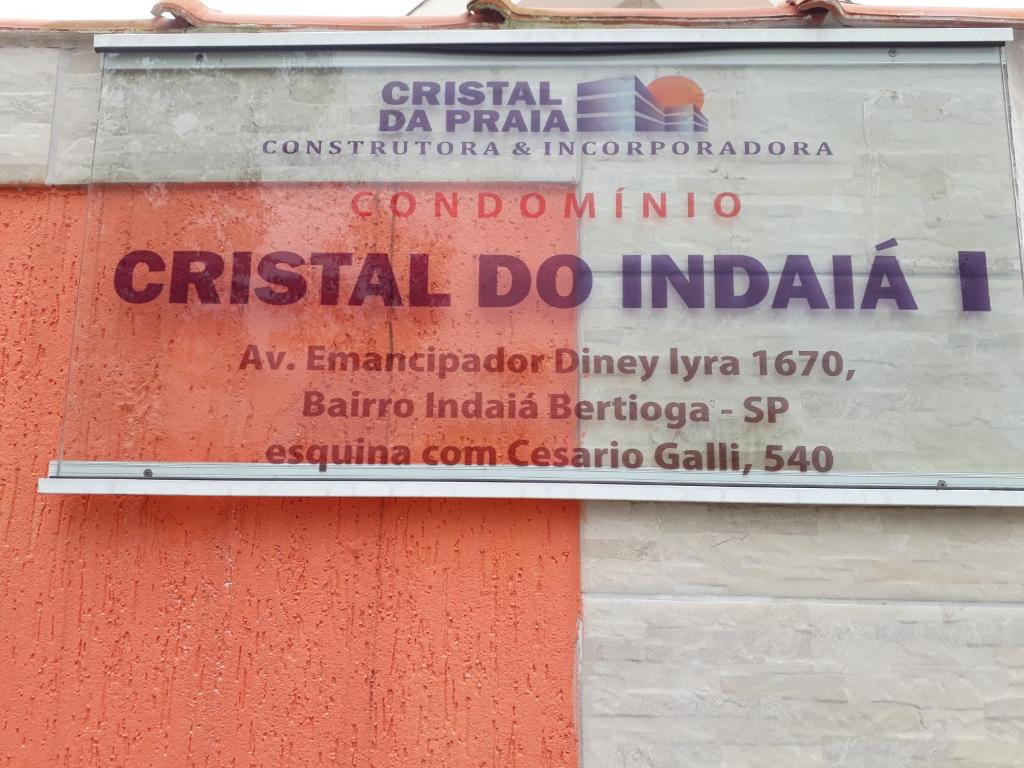 CRISTAL
DA PRAIA
CONSTRUTORA & INCORPORADORA
CONDOMÍNIO
CRISTAL DO INDAIÁ I
Av. Emancipador Diney lyra 1670,
Bairro Indaiá Bertioga - SP
esquina com Cesario Galli, 540